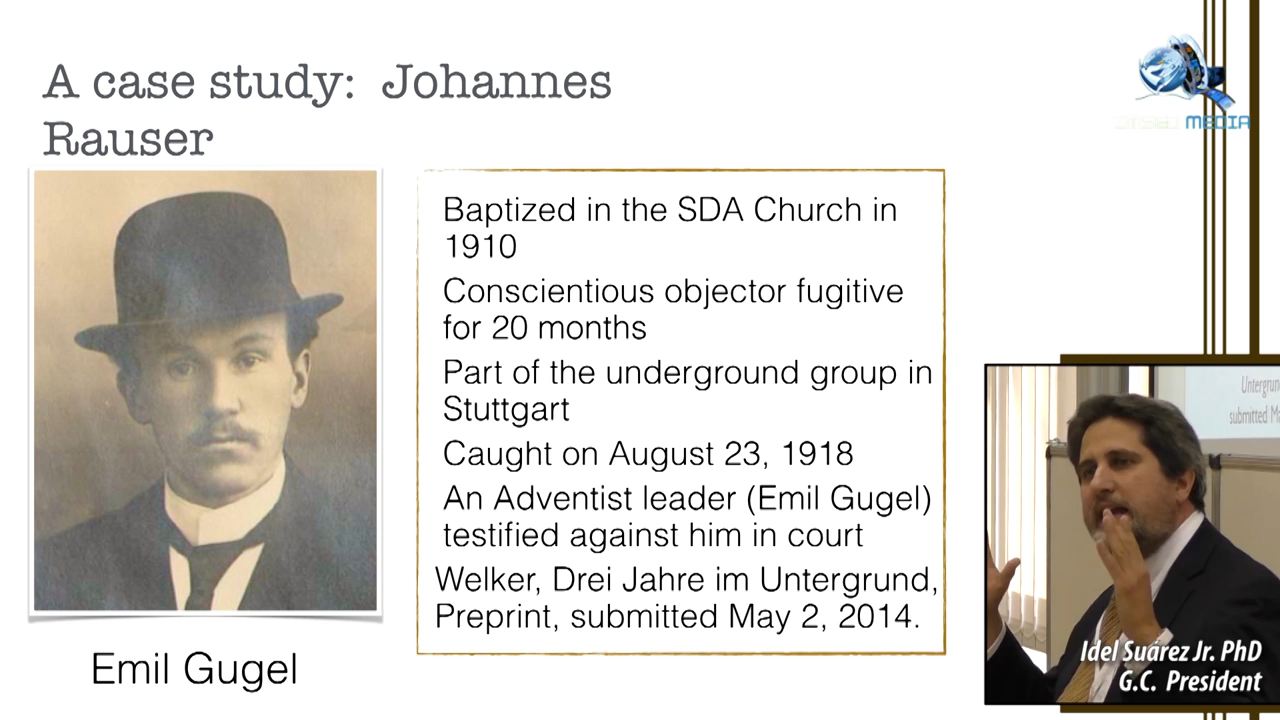 A case study: Johannes
Rauser
MEDIA
Baptized in the SDA Church in
1910
Conscientious objector fugitive
for 20 months
Part of the underground group in
Stuttgart
Caught on August 23, 1918
An Adventist leader (Emil Gugel)
testified against him in court
Welker, Drei Jahre im Untergrund,
Preprint, submitted May 2, 2014.
Emil Gugel
submitted
Idel Suárez Jr. PhD
G.C. President